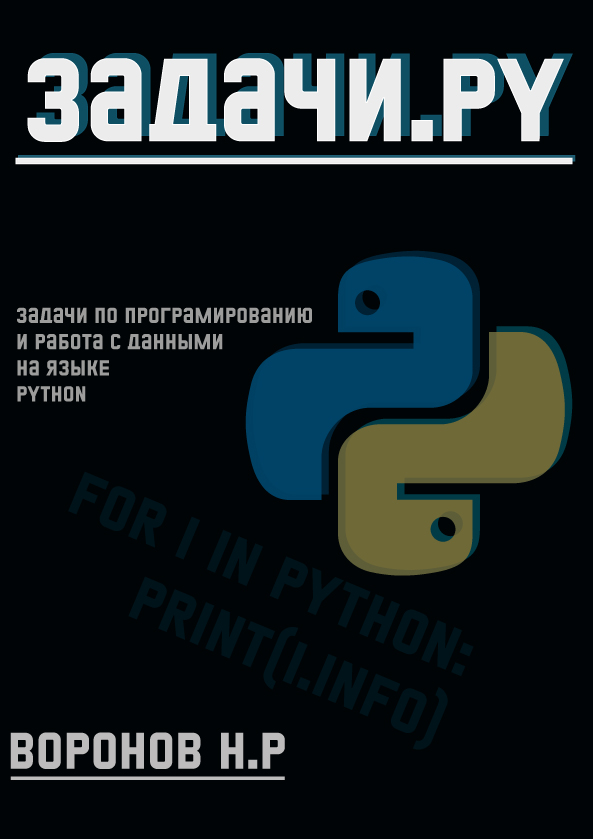 задачи.PY
задачи по програмированию
и работа с данными
на языке
PYTHON
FOR I IN PYTHON:
PRINT(I.INFO)
ВОРОНОВ Н.Р